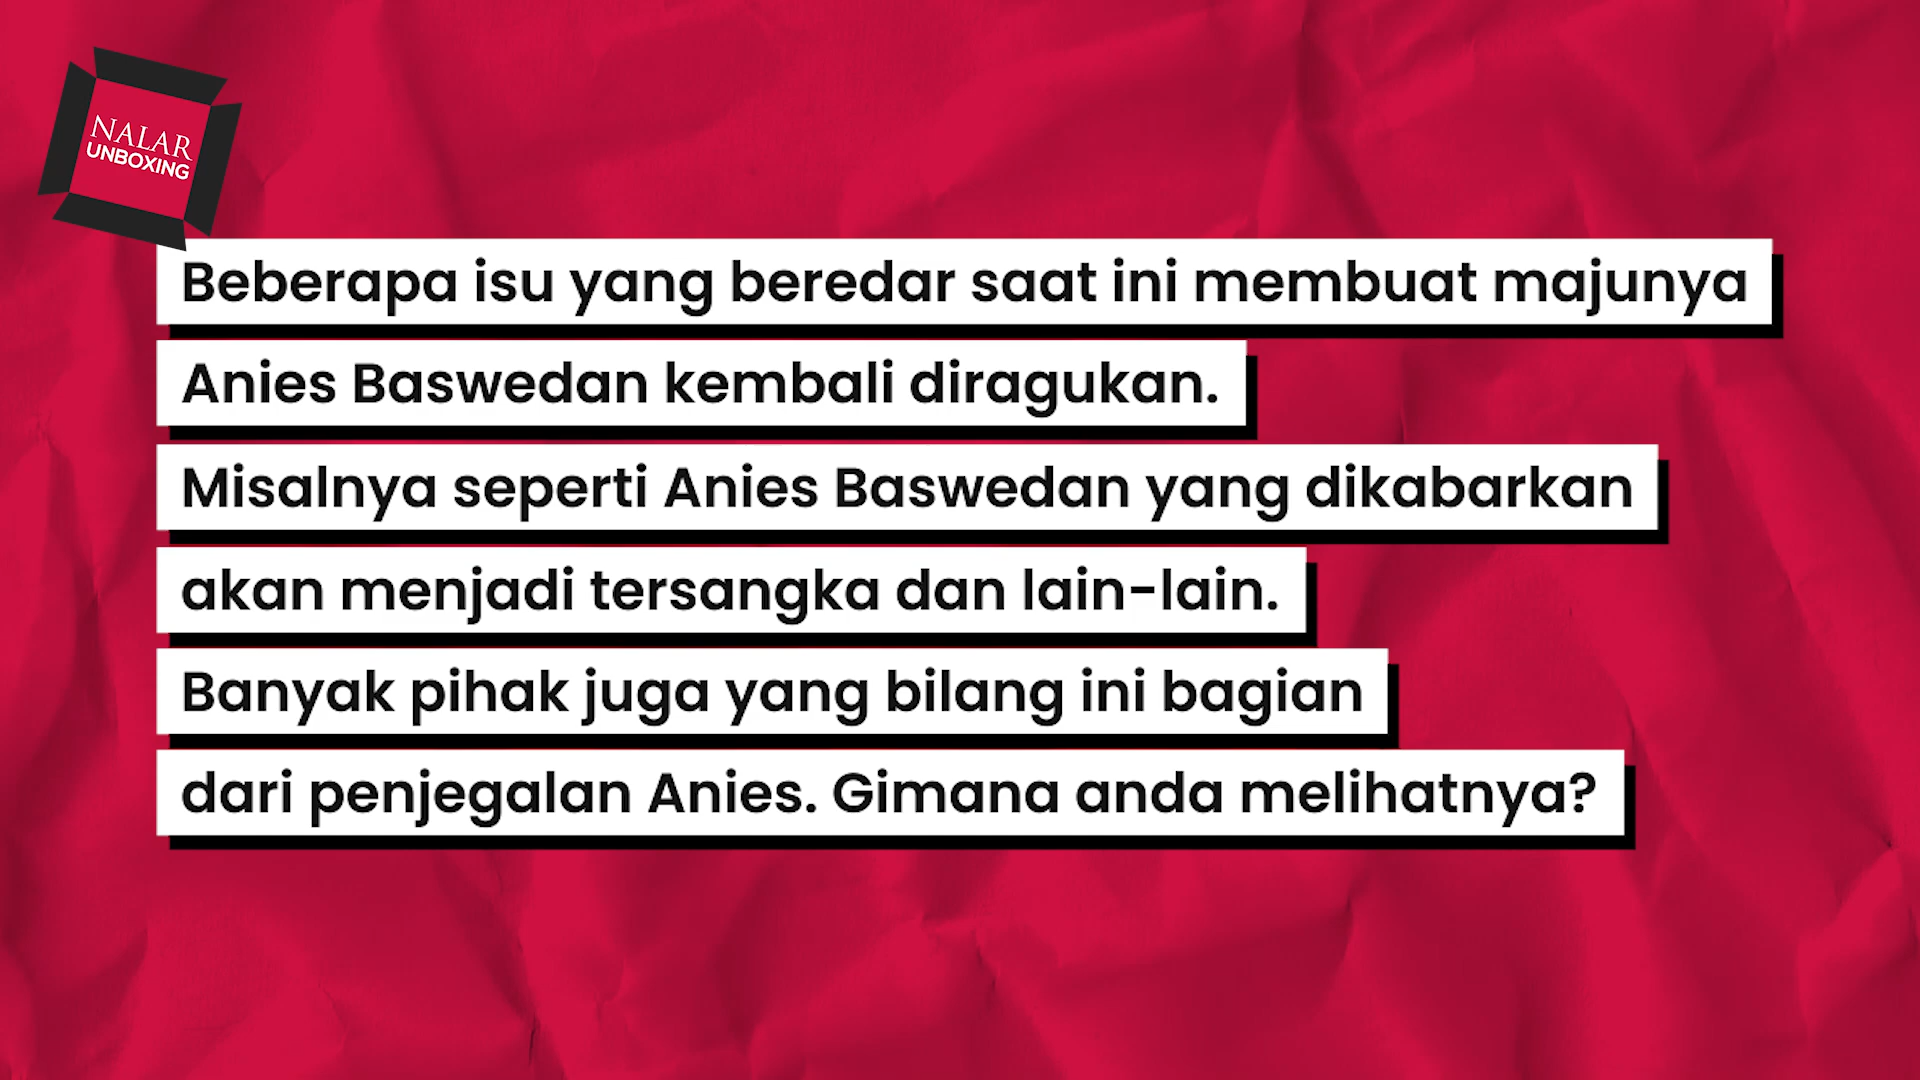 NALAR
UNBOXING
Beberapa isu yang beredar saat ini membuat majunya
Anies Baswedan kembali diragukan.
Misalnya seperti Anies Baswedan yang dikabarkan
akan menjadi tersangka dan lain-lain.
Banyak pihak juga yang bilang ini bagian
dari penjegalan Anies. Gimana anda melihatnya?